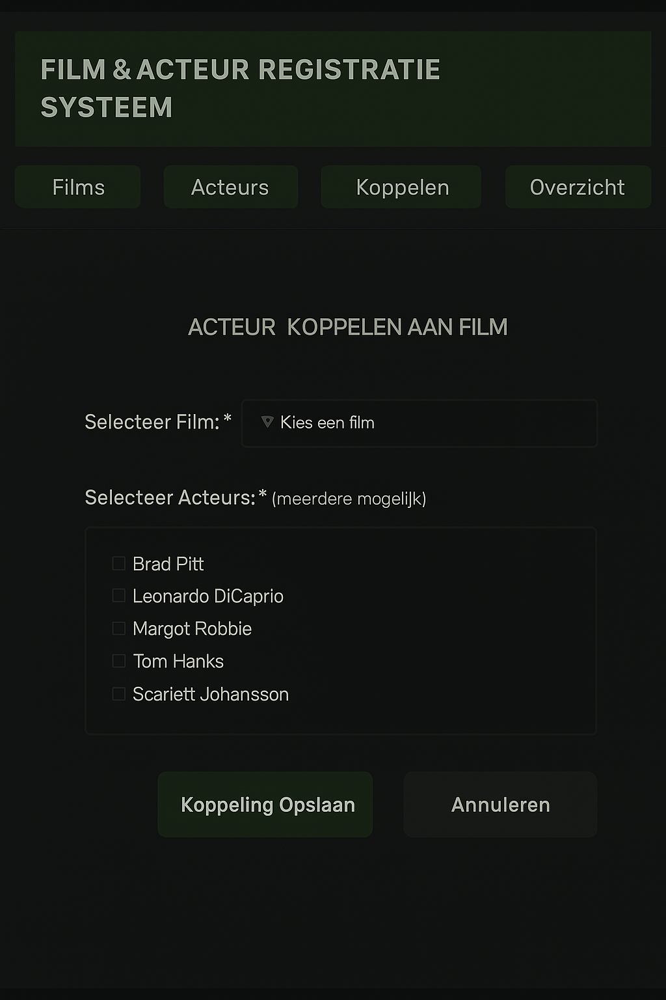 FILM & ACTEUR REGISTRATIE
SYSTEEM
Films Acteurs Koppelen Overzicht
ACTEUR KOPPELEN AAN FILM
Selecteer Film: * Kies een film
Selecteer Acteurs: * (meerdere mogelijk)
Brad Pitt
Leonardo DiCaprio
Margot Robbie
Tom Hanks
Scariett Johansson
Koppeling Opslaan Annuleren